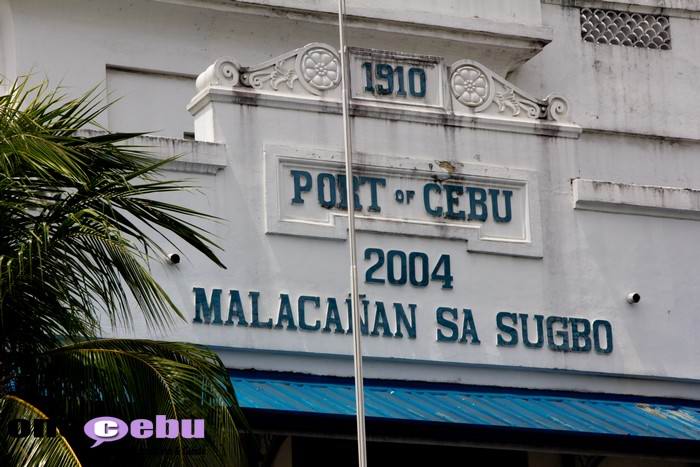 1910
PORT OF CEBU
2004
MALACAÑAN SA SUGBO
cebu